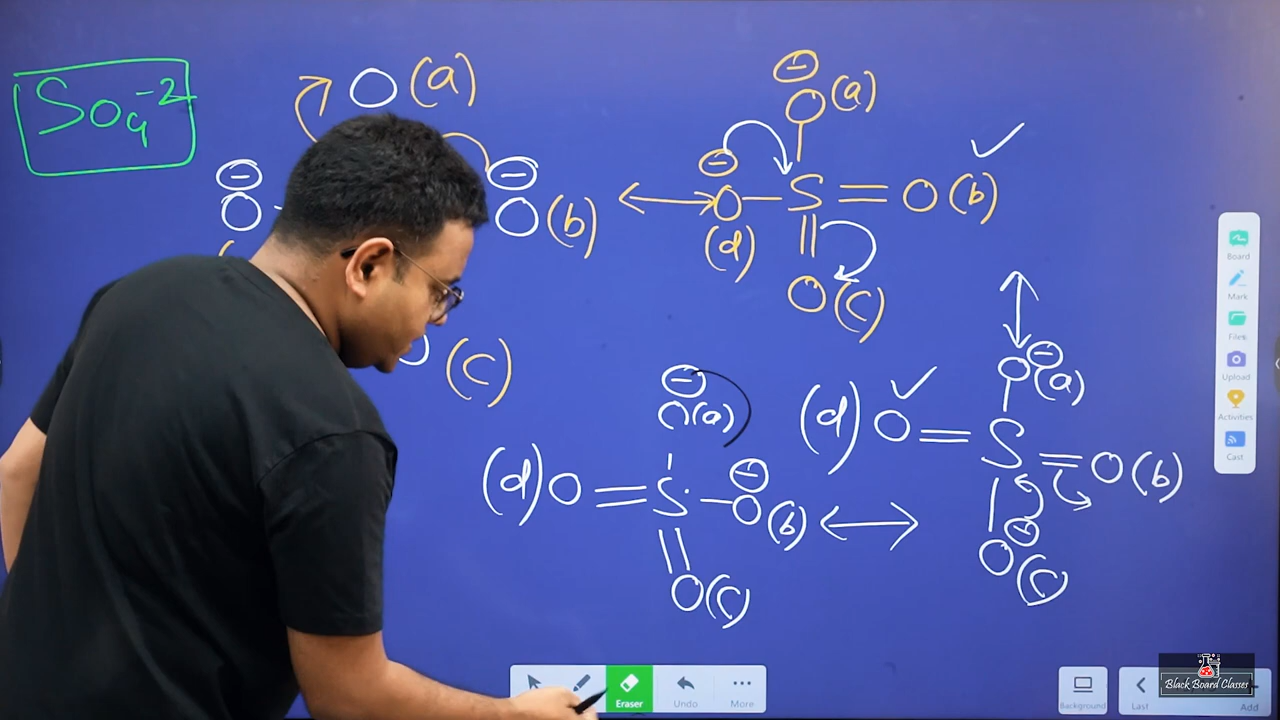 So₄⁻²
O (a)
⊖ ⊖
O - O (b)
O (c)
⊖
O (a)
⊖
O - S = O (b)
(d)
O (c)
⊖
O (a)
(d) O = S - O (b)
⊖
O (c)
O ⊖ (a)
(d) O = S = O (b)
⊖
O (c)
Board
Mark
Files
Upload
Activities
Cast
Eraser
Undo
More
Background
Last
Add
Black Board Classes